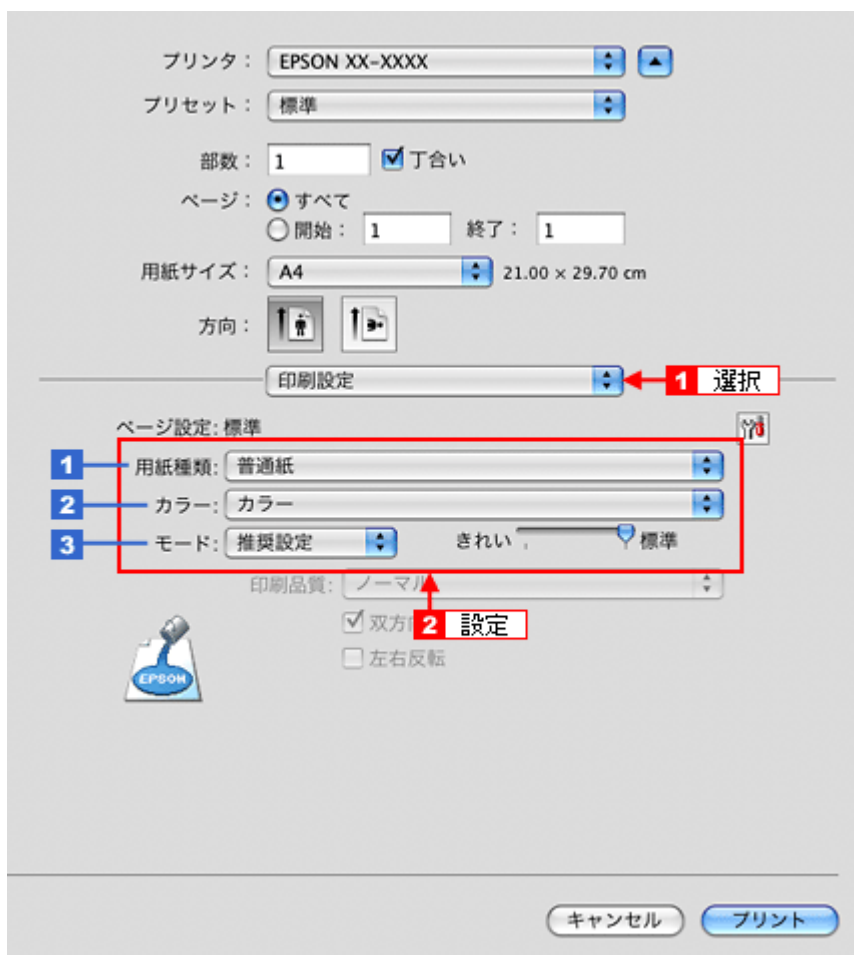 プリンタ： EPSON XX-XXXX
プリセット： 標準
部数： 1 丁合い
ページ： すべて
開始： 1 終了： 1
用紙サイズ： A4 21.00 × 29.70 cm
方向：
印刷設定 1 選択
ページ設定: 標準
1 用紙種類: 普通紙
2 カラー: カラー
3 モード: 推奨設定 きれい 標準
印刷品質: ノーマル
双方 2 設定
左右反転
EPSON
キャンセル プリント